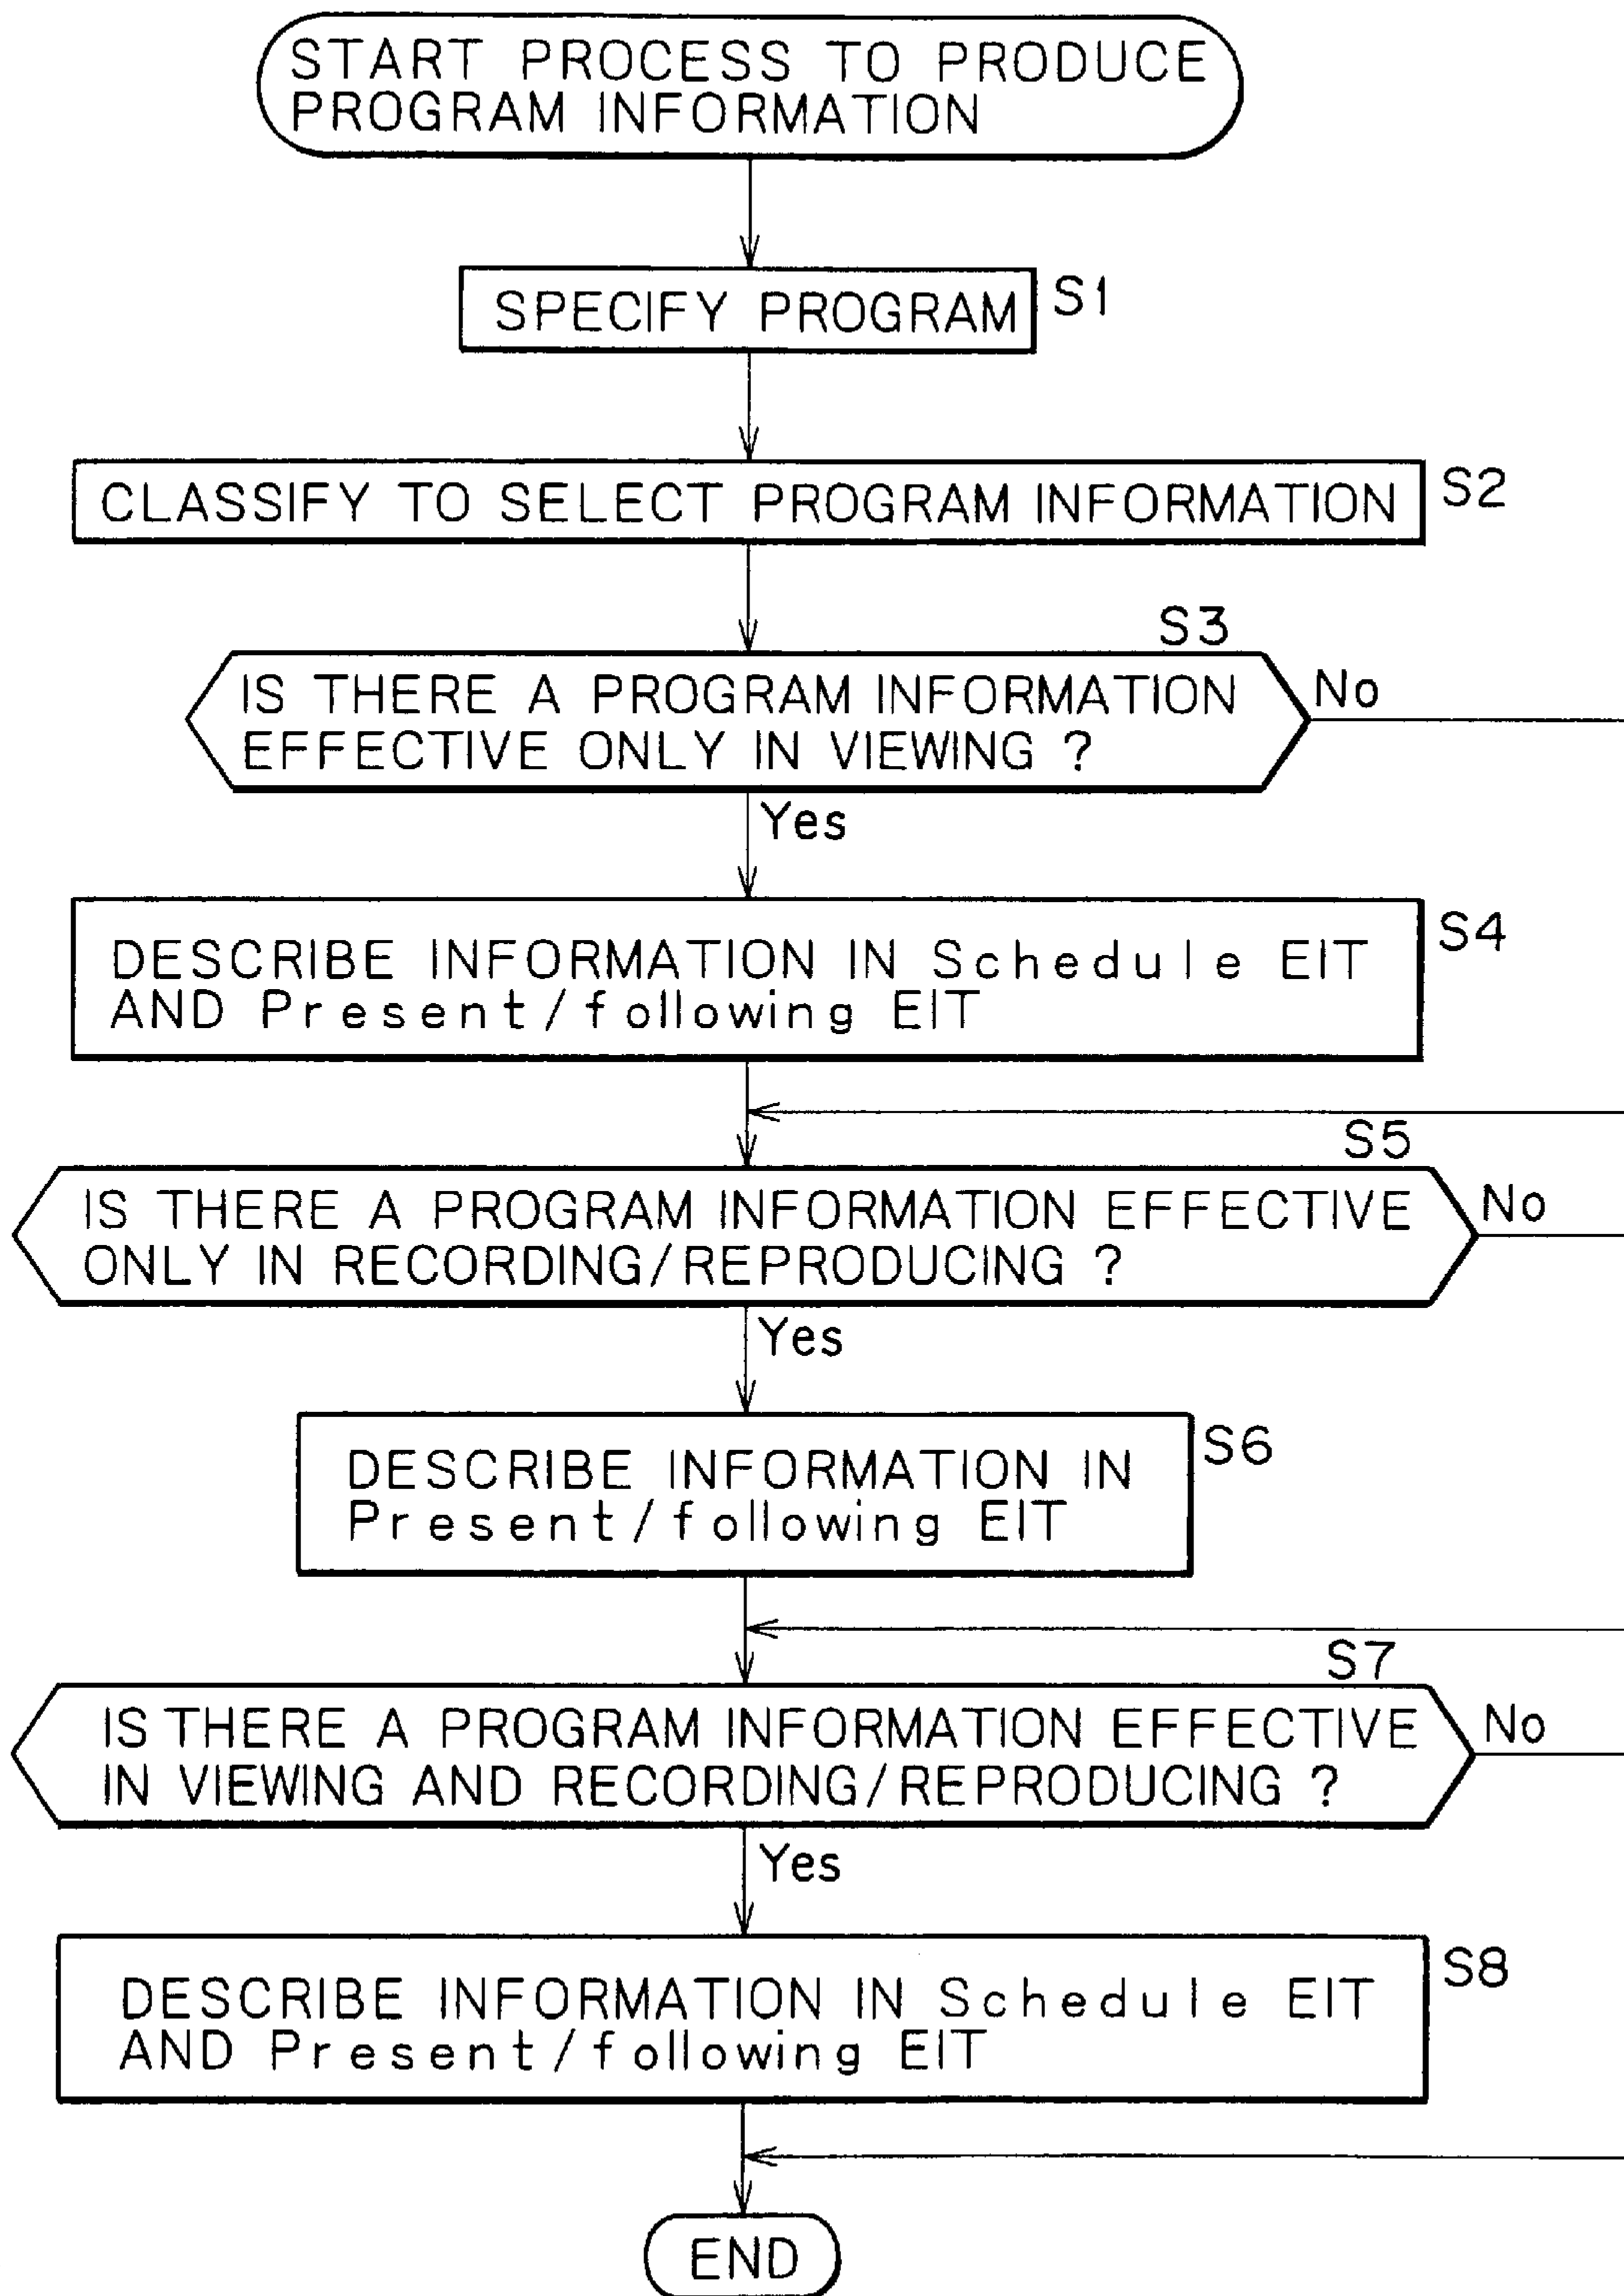 START PROCESS TO PRODUCE
PROGRAM INFORMATION
SPECIFY PROGRAM
S1
CLASSIFY TO SELECT PROGRAM INFORMATION
S2
S3
IS THERE A PROGRAM INFORMATION
EFFECTIVE ONLY IN VIEWING ?
No
Yes
DESCRIBE INFORMATION IN Schedule EIT
AND Present/following EIT
S4
S5
IS THERE A PROGRAM INFORMATION EFFECTIVE
ONLY IN RECORDING/REPRODUCING ?
No
Yes
DESCRIBE INFORMATION IN
Present/following EIT
S6
S7
IS THERE A PROGRAM INFORMATION EFFECTIVE
IN VIEWING AND RECORDING/REPRODUCING ?
No
Yes
DESCRIBE INFORMATION IN Schedule EIT
AND Present/following EIT
S8
END